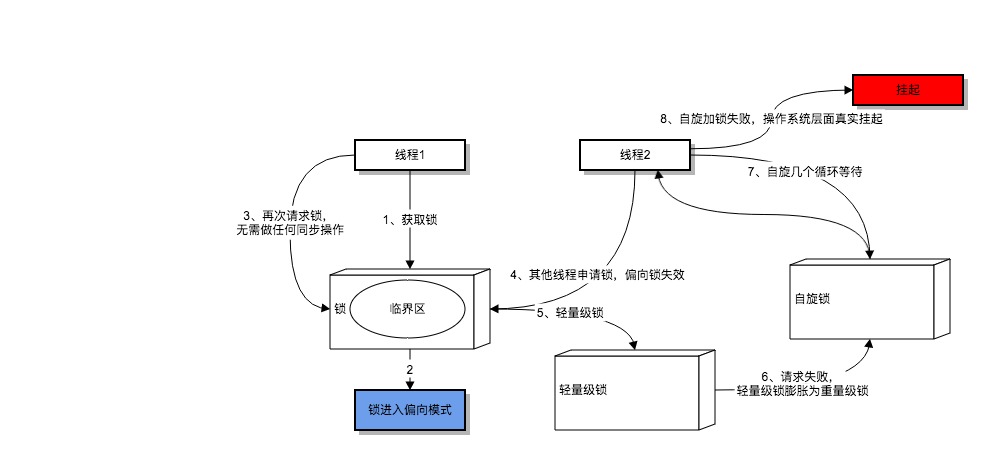 挂起
8、自旋加锁失败，操作系统层面真实挂起
线程1
线程2
7、自旋几个循环等待
3、再次请求锁，
无需做任何同步操作
1、获取锁
4、其他线程申请锁，偏向锁失效
锁
临界区
5、轻量级锁
自旋锁
2
6、请求失败，
轻量级锁膨胀为重量级锁
轻量级锁
锁进入偏向模式